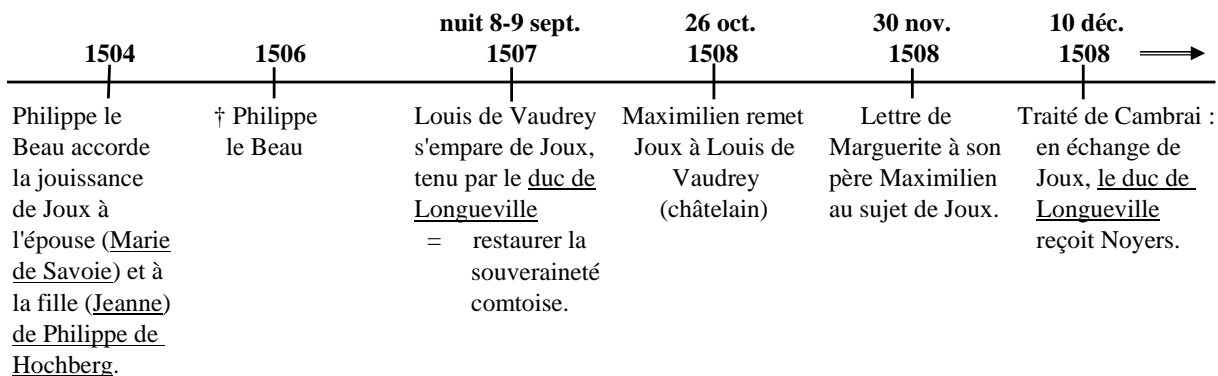 nuit 8-9 sept. 26 oct. 30 nov. 10 déc.
1504 1506 1507 1508 1508 1508
Philippe le
Beau accorde
la jouissance
de Joux à
l'épouse (Marie
de Savoie) et à
la fille (Jeanne)
de Philippe de
Hochberg.
† Philippe
le Beau
Louis de Vaudrey
s'empare de Joux,
tenu par le duc de
Longueville
= restaurer la
souveraineté
comtoise.
Maximilien remet
Joux à Louis de
Vaudrey
(châtelain)
Lettre de
Marguerite à son
père Maximilien
au sujet de Joux.
Traité de Cambrai :
en échange de
Joux, le duc de
Longueville
reçoit Noyers.